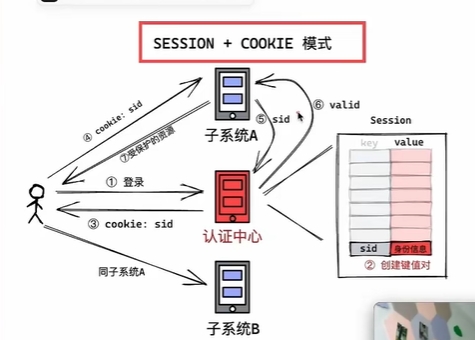 SESSION + COOKIE 模式
④ cookie: sid
⑦受保护的资源
子系统A
⑤ sid
⑥ valid
① 登录
③ cookie: sid
认证中心
同子系统A
子系统B
Session
key value
sid 身份信息
② 创建键值对